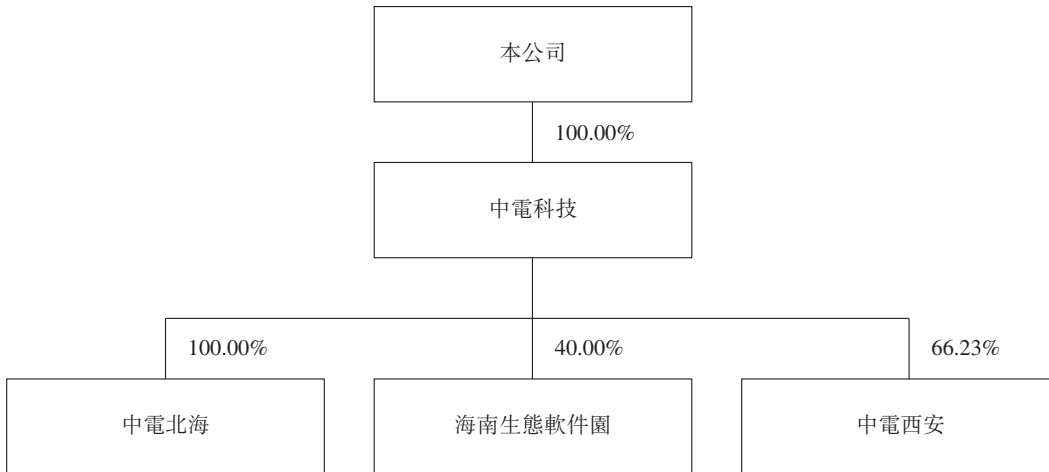 本公司
100.00%
中電科技
100.00%
40.00%
66.23%
中電北海
海南生態軟件園
中電西安